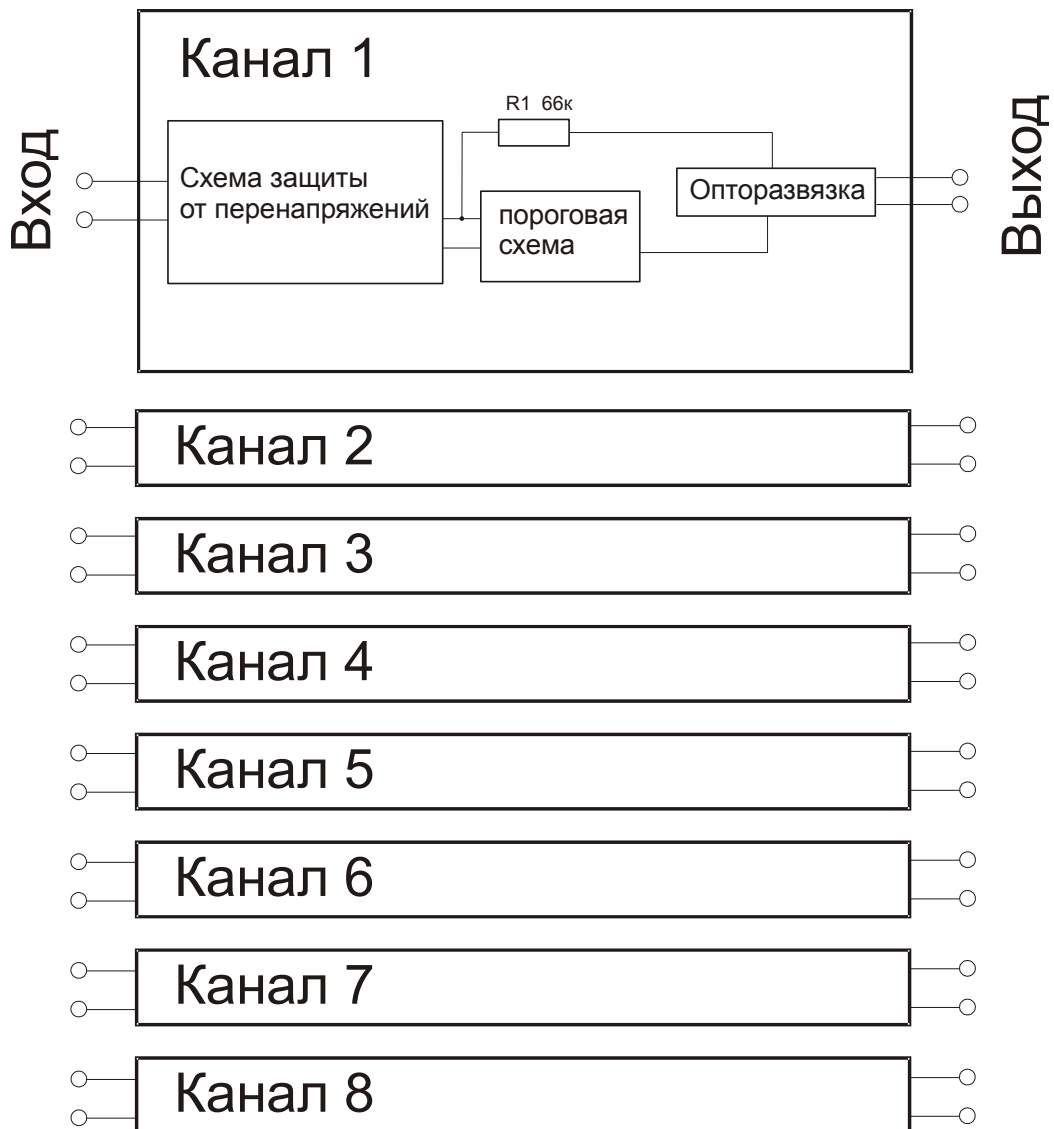 Канал 1
R1 66к
Вход
Схема защиты
от перенапряжений
пороговая
схема
Опторазвязка
Выход
Канал 2
Канал 3
Канал 4
Канал 5
Канал 6
Канал 7
Канал 8